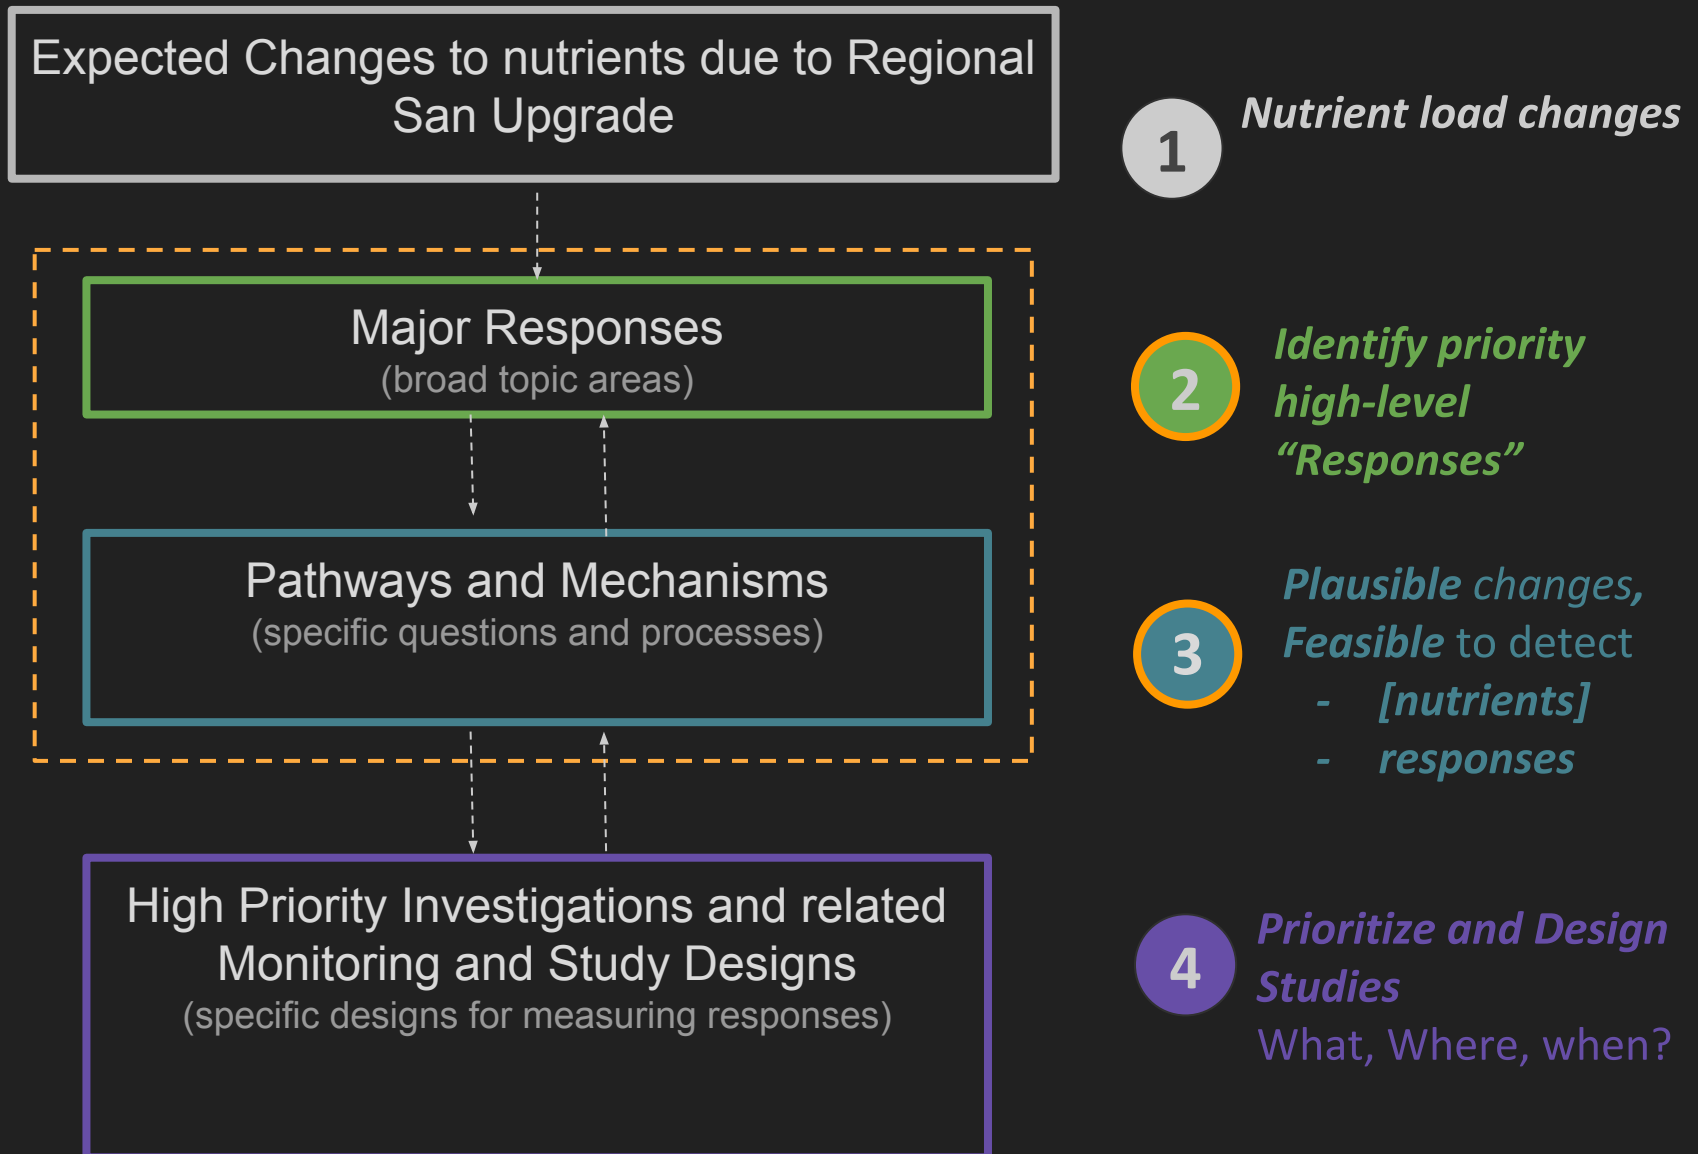 Expected Changes to nutrients due to Regional
San Upgrade
1
Nutrient load changes
Major Responses
(broad topic areas)
2
Identify priority
high-level
“Responses”
Pathways and Mechanisms
(specific questions and processes)
3
Plausible changes,
Feasible to detect
- [nutrients]
- responses
High Priority Investigations and related
Monitoring and Study Designs
(specific designs for measuring responses)
4
Prioritize and Design
Studies
What, Where, when?